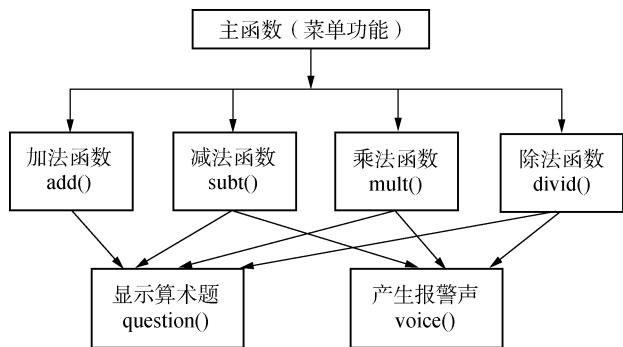 主函数（菜单功能）
加法函数
add()
减法函数
subt()
乘法函数
mult()
除法函数
divid()
显示算术题
question()
产生报警声
voice()